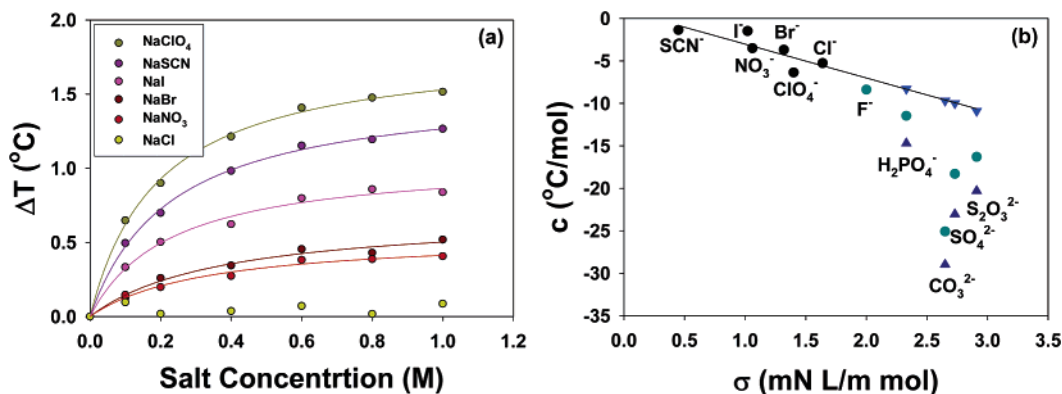 (a)
2.0
1.5
1.0
0.5
0.0
ΔT (°C)
NaClO₄
NaSCN
NaI
NaBr
NaNO₃
NaCl
0.0 0.2 0.4 0.6 0.8 1.0 1.2
Salt Concentrtion (M)
(b)
0
-5
-10
-15
-20
-25
-30
-35
c (°C/mol)
SCN⁻
I⁻
Br⁻
NO₃⁻
Cl⁻
ClO₄⁻
F⁻
H₂PO₄⁻
S₂O₃²⁻
SO₄²⁻
CO₃²⁻
0.0 0.5 1.0 1.5 2.0 2.5 3.0 3.5
σ (mN L/m mol)